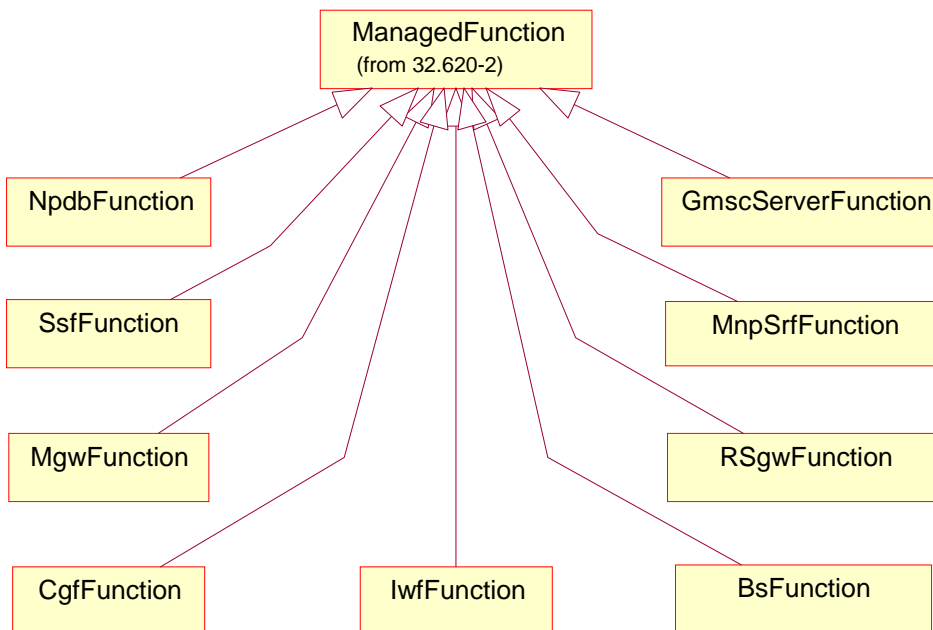 ManagedFunction
(from 32.620-2)
NpdbFunction
GmscServerFunction
SsfFunction
MnpSrfFunction
MgwFunction
RSgwFunction
CgfFunction
IwfFunction
BsFunction